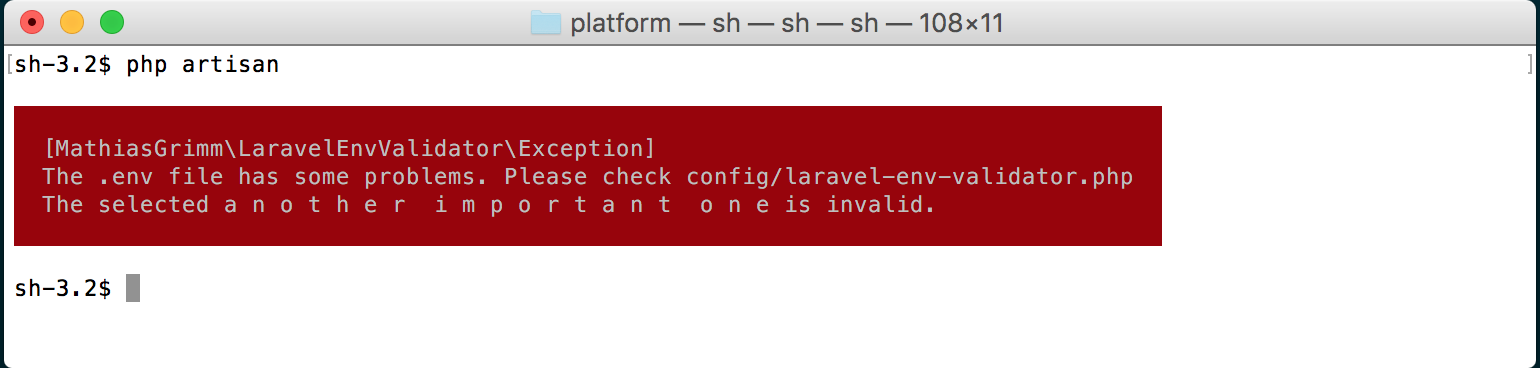 platform — sh — sh — sh — 108×11
[sh-3.2$ php artisan ]
[MathiasGrimm\LaravelEnvValidator\Exception]
The .env file has some problems. Please check config/laravel-env-validator.php
The selected a n o t h e r  i m p o r t a n t  o n e is invalid.
sh-3.2$